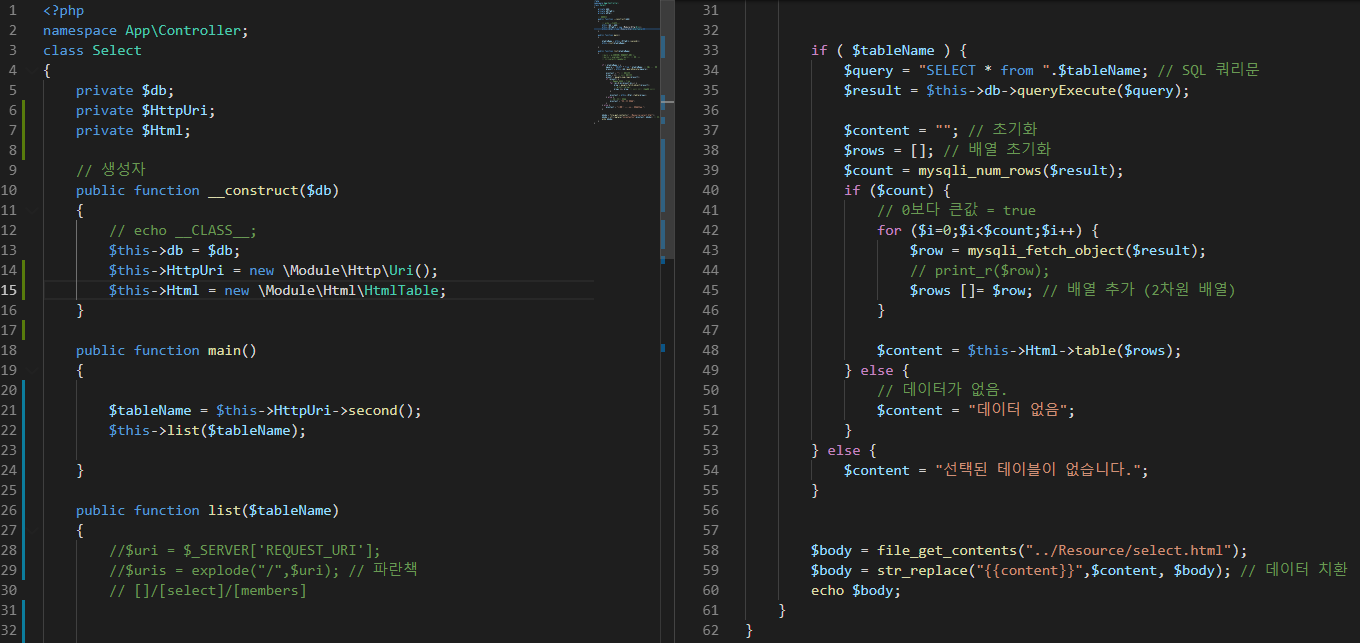 1 <?php
2 namespace App\Controller;
3 class Select
4 {
5 private $db;
6 private $HttpUri;
7 private $Html;
8
9 // 생성자
10 public function __construct($db)
11 {
12 // echo __CLASS__;
13 $this->db = $db;
14 $this->HttpUri = new \Module\Http\Uri();
15 $this->Html = new \Module\Html\HtmlTable;
16 }
17
18 public function main()
19 {
20
21 $tableName = $this->HttpUri->second();
22 $this->list($tableName);
23
24 }
25
26 public function list($tableName)
27 {
28 //$uri = $_SERVER['REQUEST_URI'];
29 //$uris = explode("/",$uri); // 파란책
30 // []/[select]/[members]
31
32
31
32
33 if ( $tableName ) {
34 $query = "SELECT * from ".$tableName; // SQL 쿼리문
35 $result = $this->db->queryExecute($query);
36
37 $content = ""; // 초기화
38 $rows = []; // 배열 초기화
39 $count = mysqli_num_rows($result);
40 if ($count) {
41 // 0보다 큰값 = true
42 for ($i=0;$i<$count;$i++) {
43 $row = mysqli_fetch_object($result);
44 // print_r($row);
45 $rows []= $row; // 배열 추가 (2차원 배열)
46 }
47
48 $content = $this->Html->table($rows);
49 } else {
50 // 데이터가 없음.
51 $content = "데이터 없음";
52 }
53 } else {
54 $content = "선택된 테이블이 없습니다.";
55 }
56
57
58 $body = file_get_contents("../Resource/select.html");
59 $body = str_replace("{{content}}",$content, $body); // 데이터 치환
60 echo $body;
61 }
62 }